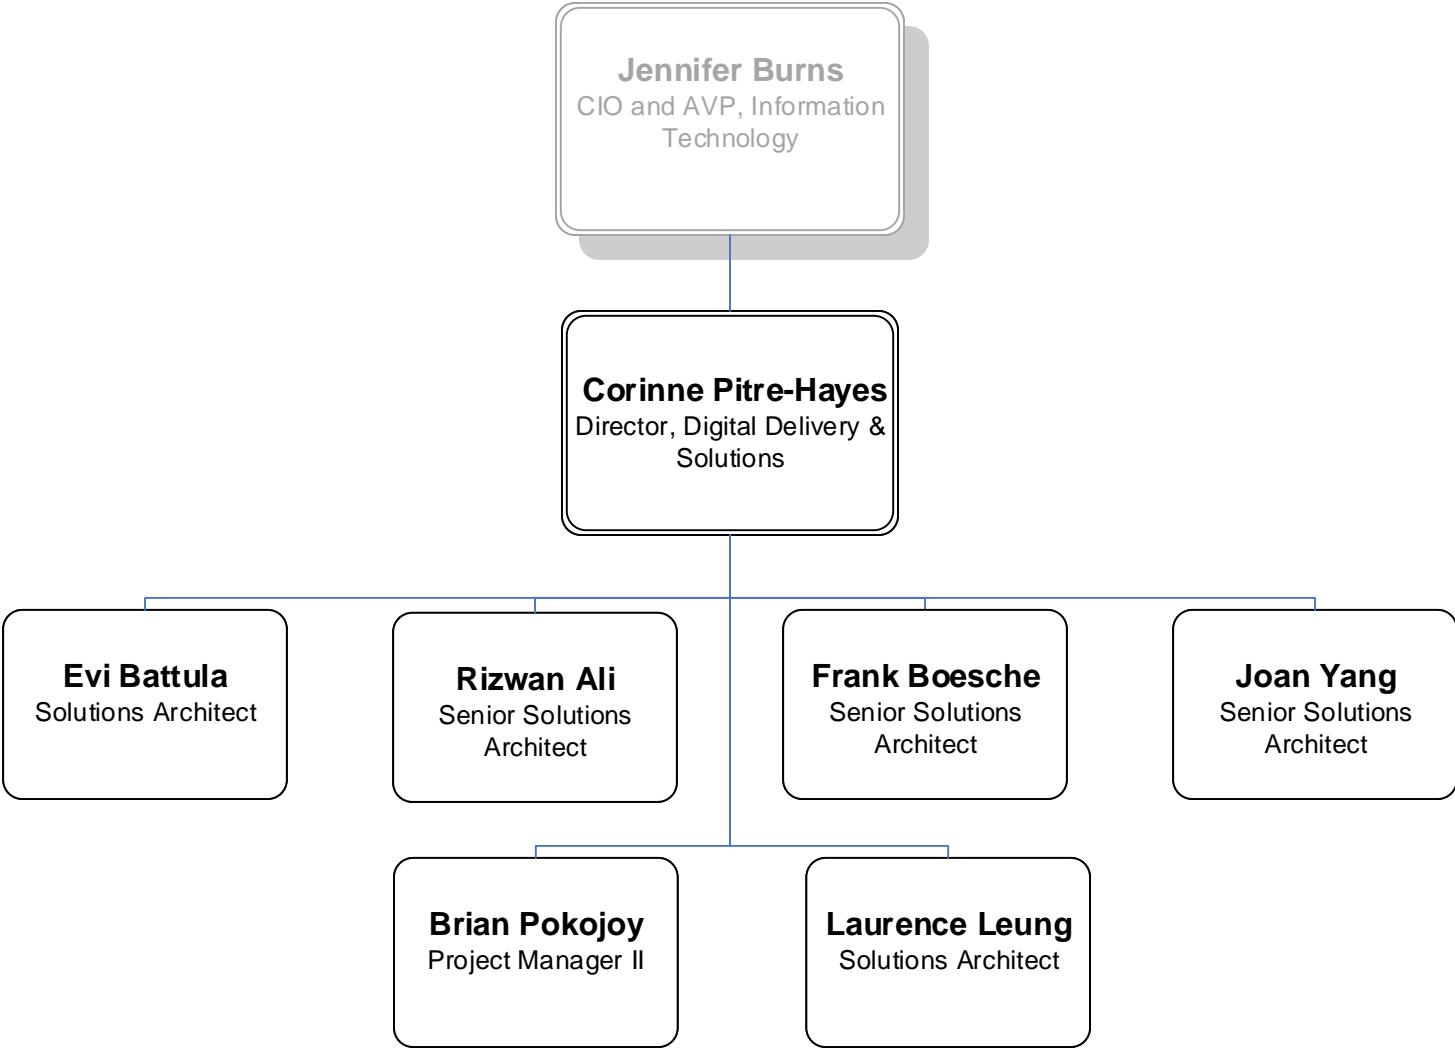 Jennifer Burns
CIO and AVP, Information
Technology
Corinne Pitre-Hayes
Director, Digital Delivery &
Solutions
Evi Battula
Solutions Architect
Rizwan Ali
Senior Solutions
Architect
Frank Boesche
Senior Solutions
Architect
Joan Yang
Senior Solutions
Architect
Brian Pokojoy
Project Manager II
Laurence Leung
Solutions Architect